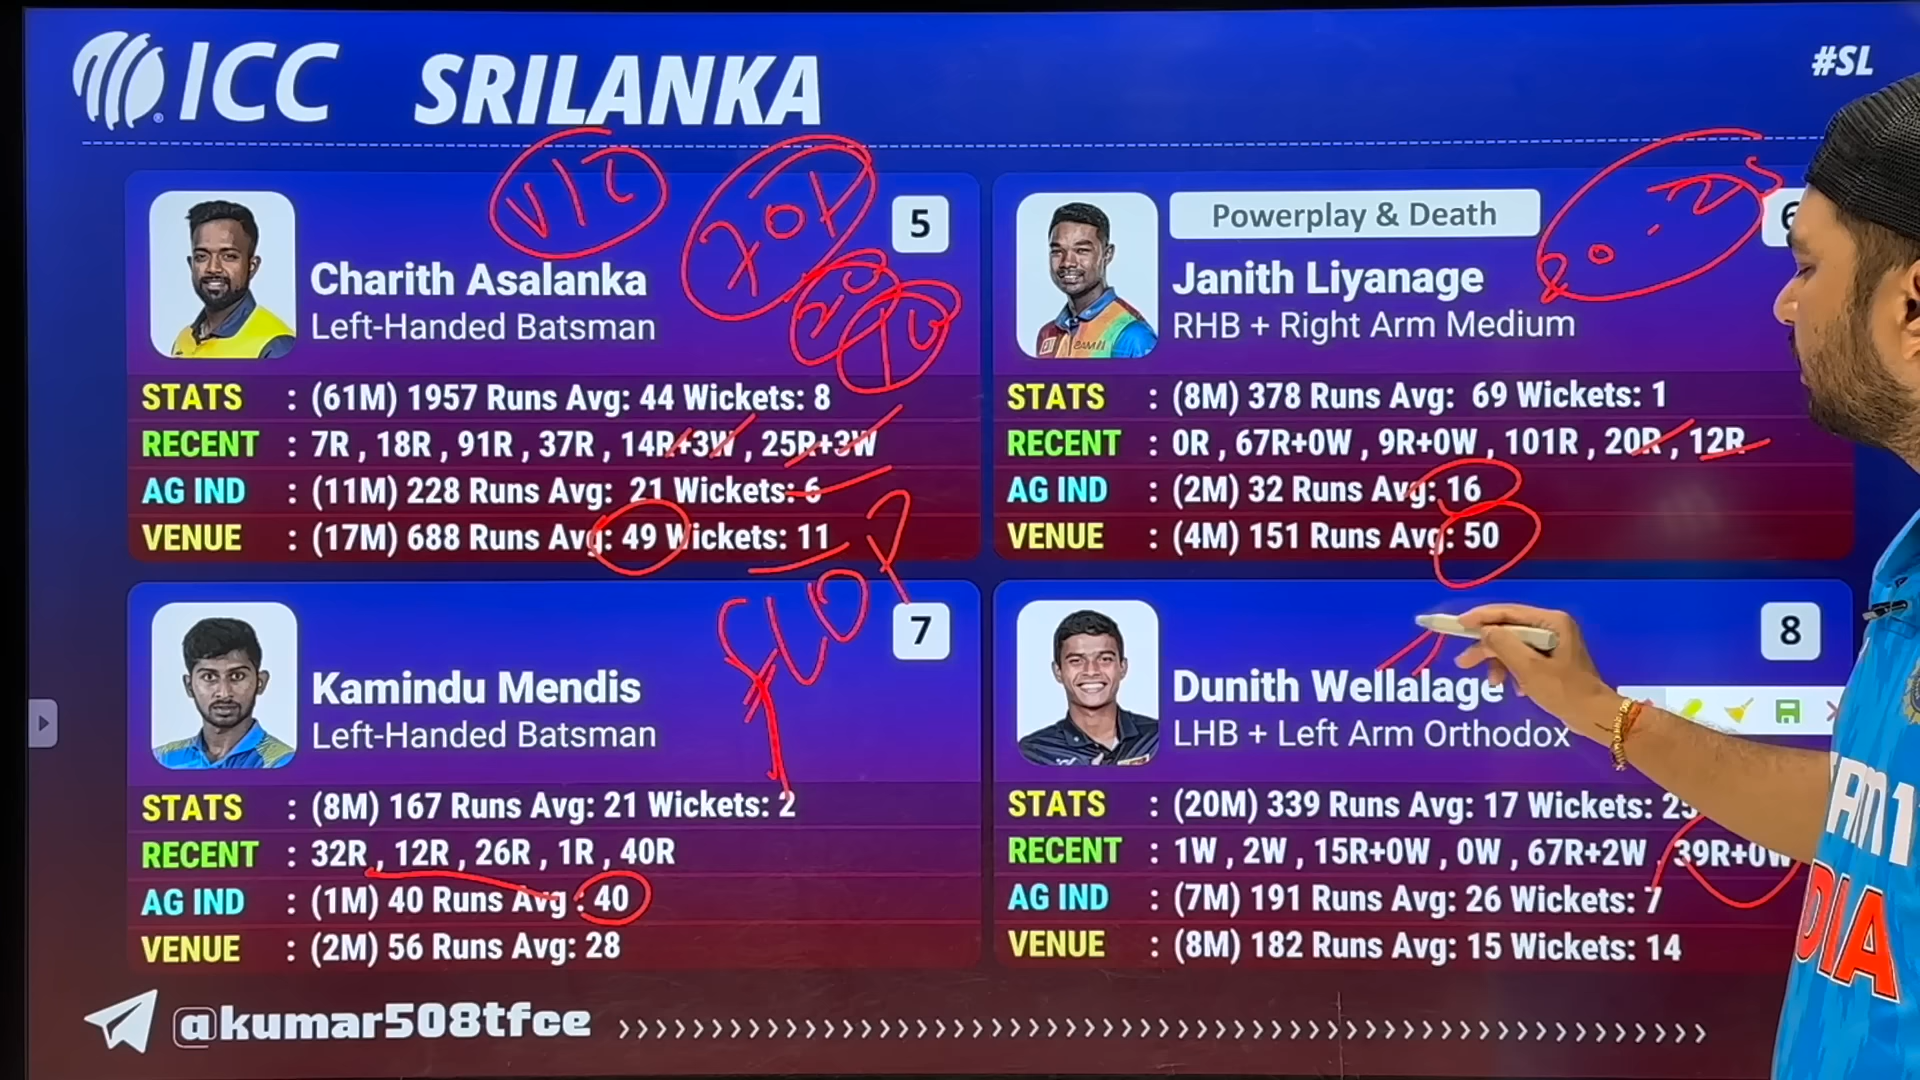 ICC SRILANKA
#SL
V/C
5
Charith Asalanka
Left-Handed Batsman
STATS : (61M) 1957 Runs Avg: 44 Wickets: 8
RECENT : 7R , 18R , 91R , 37R , 14R+3W , 25R+3W
AG IND : (11M) 228 Runs Avg: 21 Wickets: 6
VENUE : (17M) 688 Runs Avg: 49 Wickets: 11
Powerplay & Death
Janith Liyanage
RHB + Right Arm Medium
STATS : (8M) 378 Runs Avg: 69 Wickets: 1
RECENT : 0R , 67R+0W , 9R+0W , 101R , 20R , 12R
AG IND : (2M) 32 Runs Avg: 16
VENUE : (4M) 151 Runs Avg: 50
SLOP
7
Kamindu Mendis
Left-Handed Batsman
STATS : (8M) 167 Runs Avg: 21 Wickets: 2
RECENT : 32R , 12R , 26R , 1R , 40R
AG IND : (1M) 40 Runs Avg : 40
VENUE : (2M) 56 Runs Avg: 28
8
Dunith Wellalage
LHB + Left Arm Orthodox
STATS : (20M) 339 Runs Avg: 17 Wickets: 25
RECENT : 1W , 2W , 15R+0W , 0W , 67R+2W , 39R+0W
AG IND : (7M) 191 Runs Avg: 26 Wickets: 7
VENUE : (8M) 182 Runs Avg: 15 Wickets: 14
@kumar508tfce